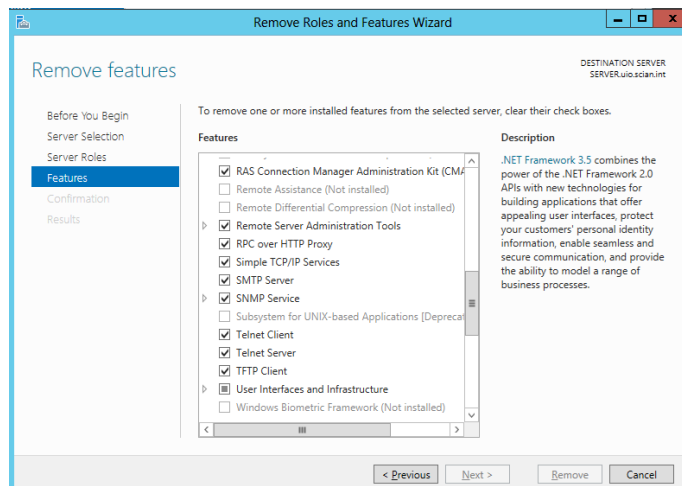 Remove Roles and Features Wizard
Remove features
DESTINATION SERVER
SERVER.uio.scian.int
Before You Begin
Server Selection
Server Roles
Features
Confirmation
Results
To remove one or more installed features from the selected server, clear their check boxes.
Features
RAS Connection Manager Administration Kit (CMA
Remote Assistance (Not installed)
Remote Differential Compression (Not installed)
Remote Server Administration Tools
RPC over HTTP Proxy
Simple TCP/IP Services
SMTP Server
SNMP Service
Subsystem for UNIX-based Applications [Deprecat
Telnet Client
Telnet Server
TFTP Client
User Interfaces and Infrastructure
Windows Biometric Framework (Not installed)
Description
.NET Framework 3.5 combines the
power of the .NET Framework 2.0
APIs with new technologies for
building applications that offer
appealing user interfaces, protect
your customers' personal identity
information, enable seamless and
secure communication, and provide
the ability to model a range of
business processes.
< Previous
Next >
Remove
Cancel